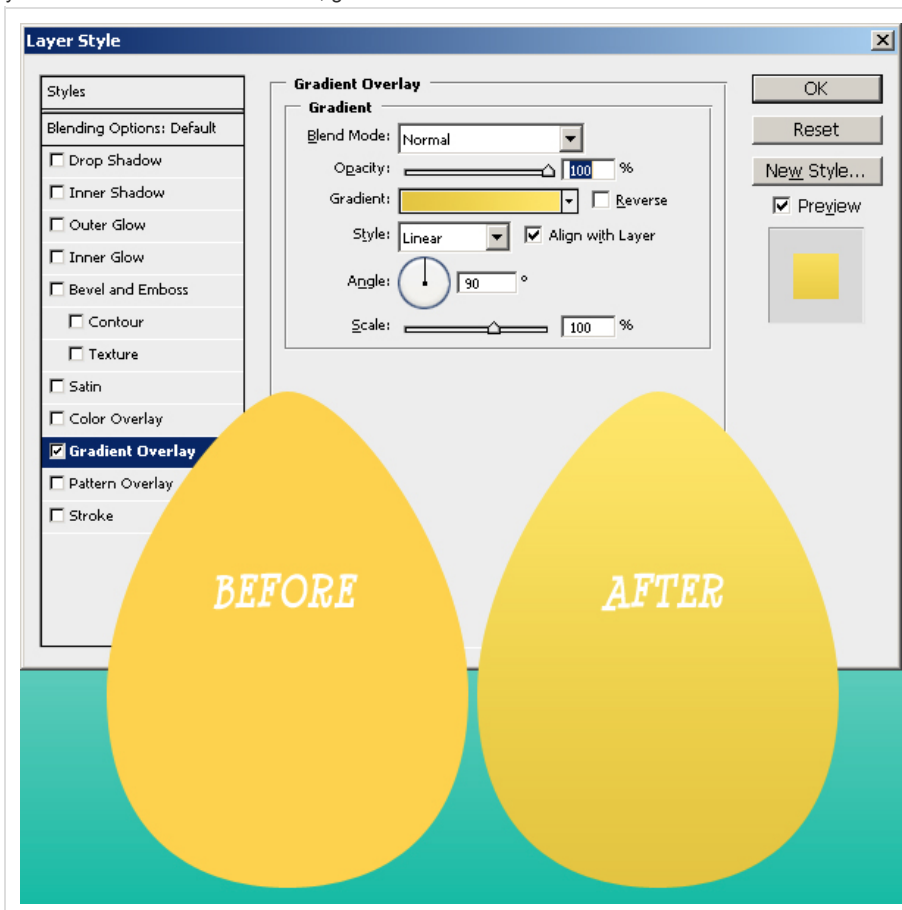 Layer Style
Styles
Blending Options: Default
Drop Shadow
Inner Shadow
Outer Glow
Inner Glow
Bevel and Emboss
Contour
Texture
Satin
Color Overlay
Gradient Overlay
Pattern Overlay
Stroke
Gradient Overlay
Gradient
Blend Mode: Normal
Opacity: 100 %
Gradient: Reverse
Style: Linear Align with Layer
Angle: 90 °
Scale: 100 %
OK
Reset
New Style...
Preview
BEFORE
AFTER